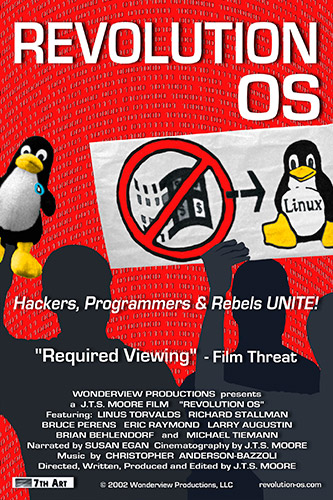 REVOLUTION
OS
Linux
Hackers, Programmers & Rebels UNITE!
"Required Viewing" - Film Threat
WONDERVIEW PRODUCTIONS presents
a J.T.S. MOORE FILM "REVOLUTION OS"
Featuring: LINUS TORVALDS RICHARD STALLMAN
BRUCE PERENS ERIC RAYMOND LARRY AUGUSTIN
BRIAN BEHLENDORF and MICHAEL TIEMANN
Narrated by SUSAN EGAN Cinematography by J.T.S. MOORE
Music by CHRISTOPHER ANDERSON-BAZZOLI
Directed, Written, Produced and Edited by J.T.S. MOORE
7TH ART
© 2002 Wonderview Productions, LLC
revolution-os.com